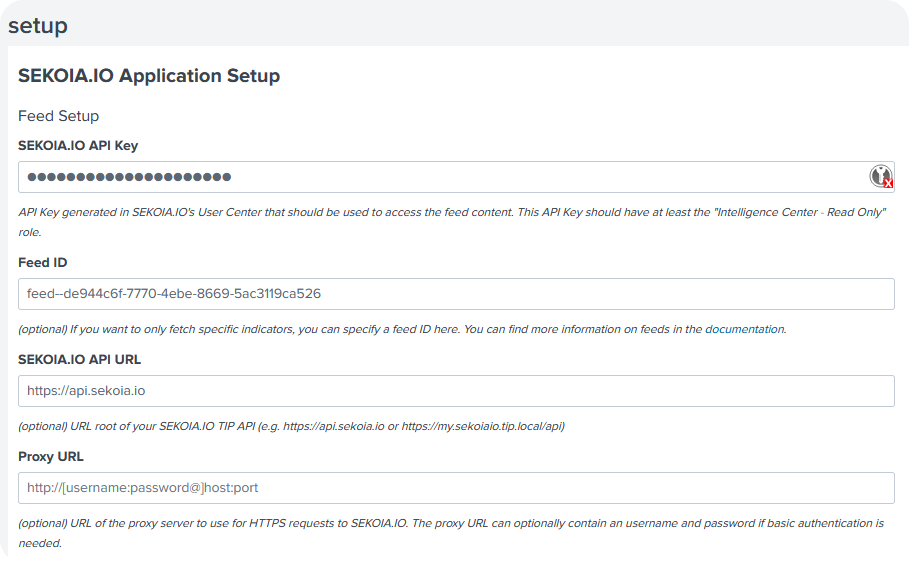 setup
SEKOIA.IO Application Setup
Feed Setup
SEKOIA.IO API Key
●●●●●●●●●●●●●●●●●●●●●
API Key generated in SEKOIA.IO's User Center that should be used to access the feed content. This API Key should have at least the "Intelligence Center - Read Only"
role.
Feed ID
feed--de944c6f-7770-4ebe-8669-5ac3119ca526
(optional) If you want to only fetch specific indicators, you can specify a feed ID here. You can find more information on feeds in the documentation.
SEKOIA.IO API URL
https://api.sekoia.io
(optional) URL root of your SEKOIA.IO TIP API (e.g. https://api.sekoia.io or https://my.sekoiaio.tip.local/api)
Proxy URL
http://[username:password@]host:port
(optional) URL of the proxy server to use for HTTPS requests to SEKOIA.IO. The proxy URL can optionally contain an username and password if basic authentication is
needed.